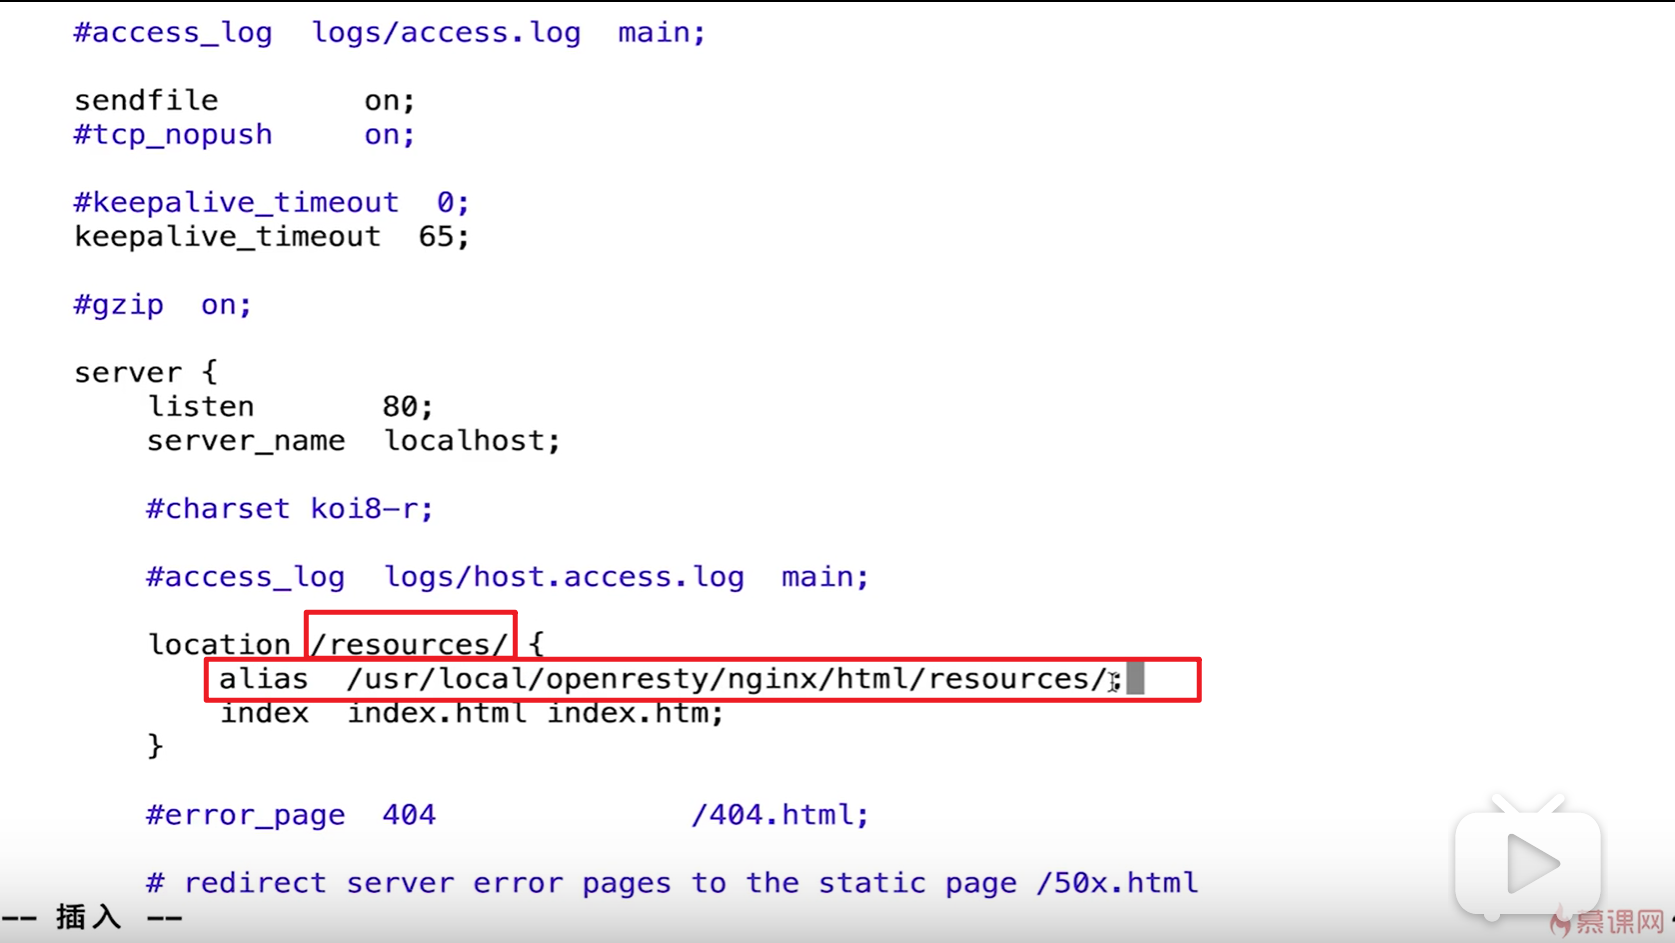 #access_log  logs/access.log  main;
sendfile        on;
#tcp_nopush     on;
#keepalive_timeout  0;
keepalive_timeout  65;
#gzip  on;
server {
    listen       80;
    server_name  localhost;
    #charset koi8-r;
    #access_log  logs/host.access.log  main;
    location /resources/ {
        alias  /usr/local/openresty/nginx/html/resources/;
        index  index.html index.htm;
    }
    #error_page  404              /404.html;
    # redirect server error pages to the static page /50x.html
-- 插入 --
慕课网